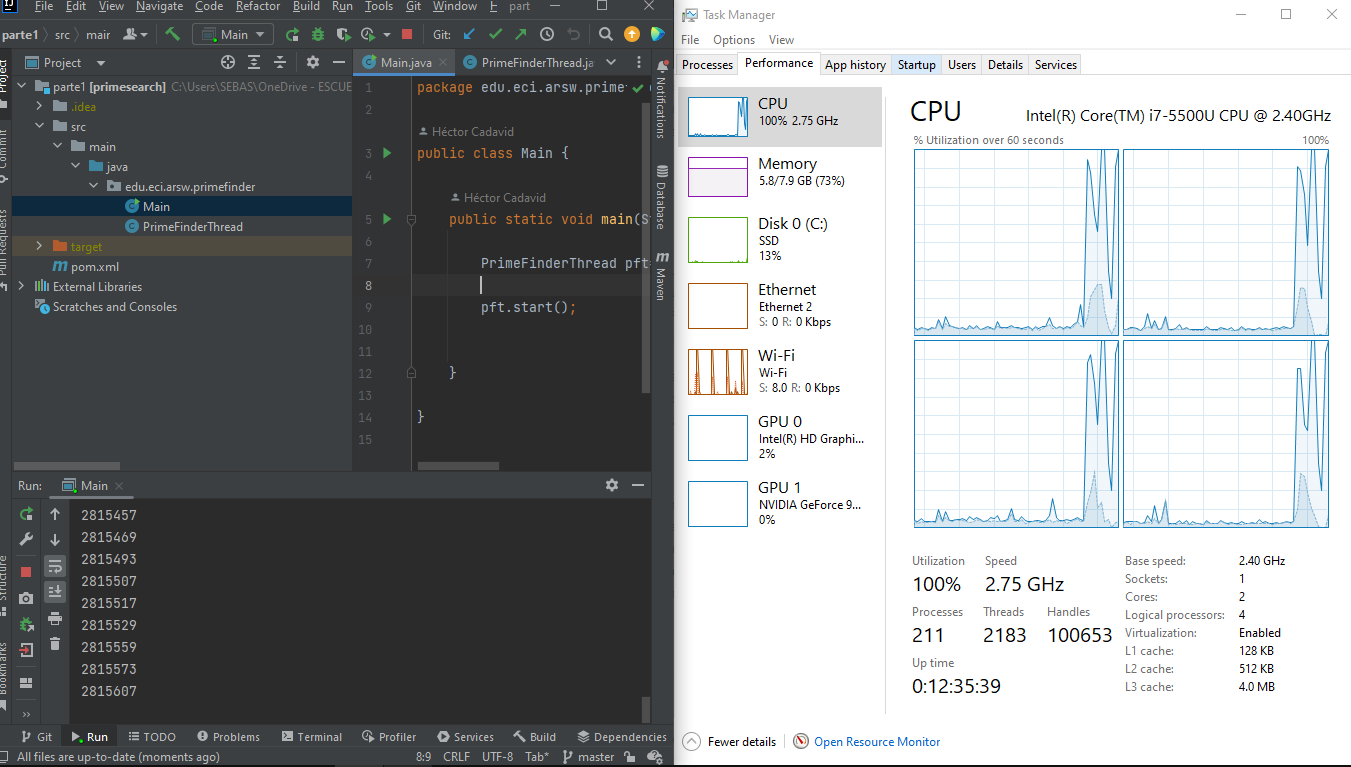 File Edit View Navigate Code Refactor Build Run Tools Git Window H part
parte1 src mair Main Git:
Project Main.java PrimeFinderThread.ja
parte1 [primesearch] C:\Users\SEBAS\OneDrive - ESCUE
.idea
src
main
java
edu.eci.arsw.primefinder
Main
PrimeFinderThread
target
pom.xml
External Libraries
Scratches and Consoles
Project
Commit
Pull Requests
Structure
Bookmarks
1 package edu.eci.arsw.prime
2
Héctor Cadavid
3 public class Main {
4
Héctor Cadavid
5 public static void main(S
6
7 PrimeFinderThread pft
8
9 pft.start();
10
11
12 }
13
14 }
15
Notifications
Database
Maven
Run: Main
2815457
2815469
2815493
2815507
2815517
2815529
2815559
2815573
2815607
Git Run TODO Problems Terminal Profiler Services Build Dependencies
All files are up-to-date (moments ago) 8:9 CRLF UTF-8 Tab* master
Task Manager
File Options View
Processes Performance App history Startup Users Details Services
CPU
100% 2.75 GHz
Memory
5.8/7.9 GB (73%)
Disk 0 (C:)
SSD
13%
Ethernet
Ethernet 2
S: 0 R: 0 Kbps
Wi-Fi
Wi-Fi
S: 8.0 R: 0 Kbps
GPU 0
Intel(R) HD Graphi...
2%
GPU 1
NVIDIA GeForce 9...
0%
CPU Intel(R) Core(TM) i7-5500U CPU @ 2.40GHz
% Utilization over 60 seconds 100%
Utilization Speed
100% 2.75 GHz
Processes Threads Handles
211 2183 100653
Up time
0:12:35:39
Base speed: 2.40 GHz
Sockets: 1
Cores: 2
Logical processors: 4
Virtualization: Enabled
L1 cache: 128 KB
L2 cache: 512 KB
L3 cache: 4.0 MB
Fewer details Open Resource Monitor